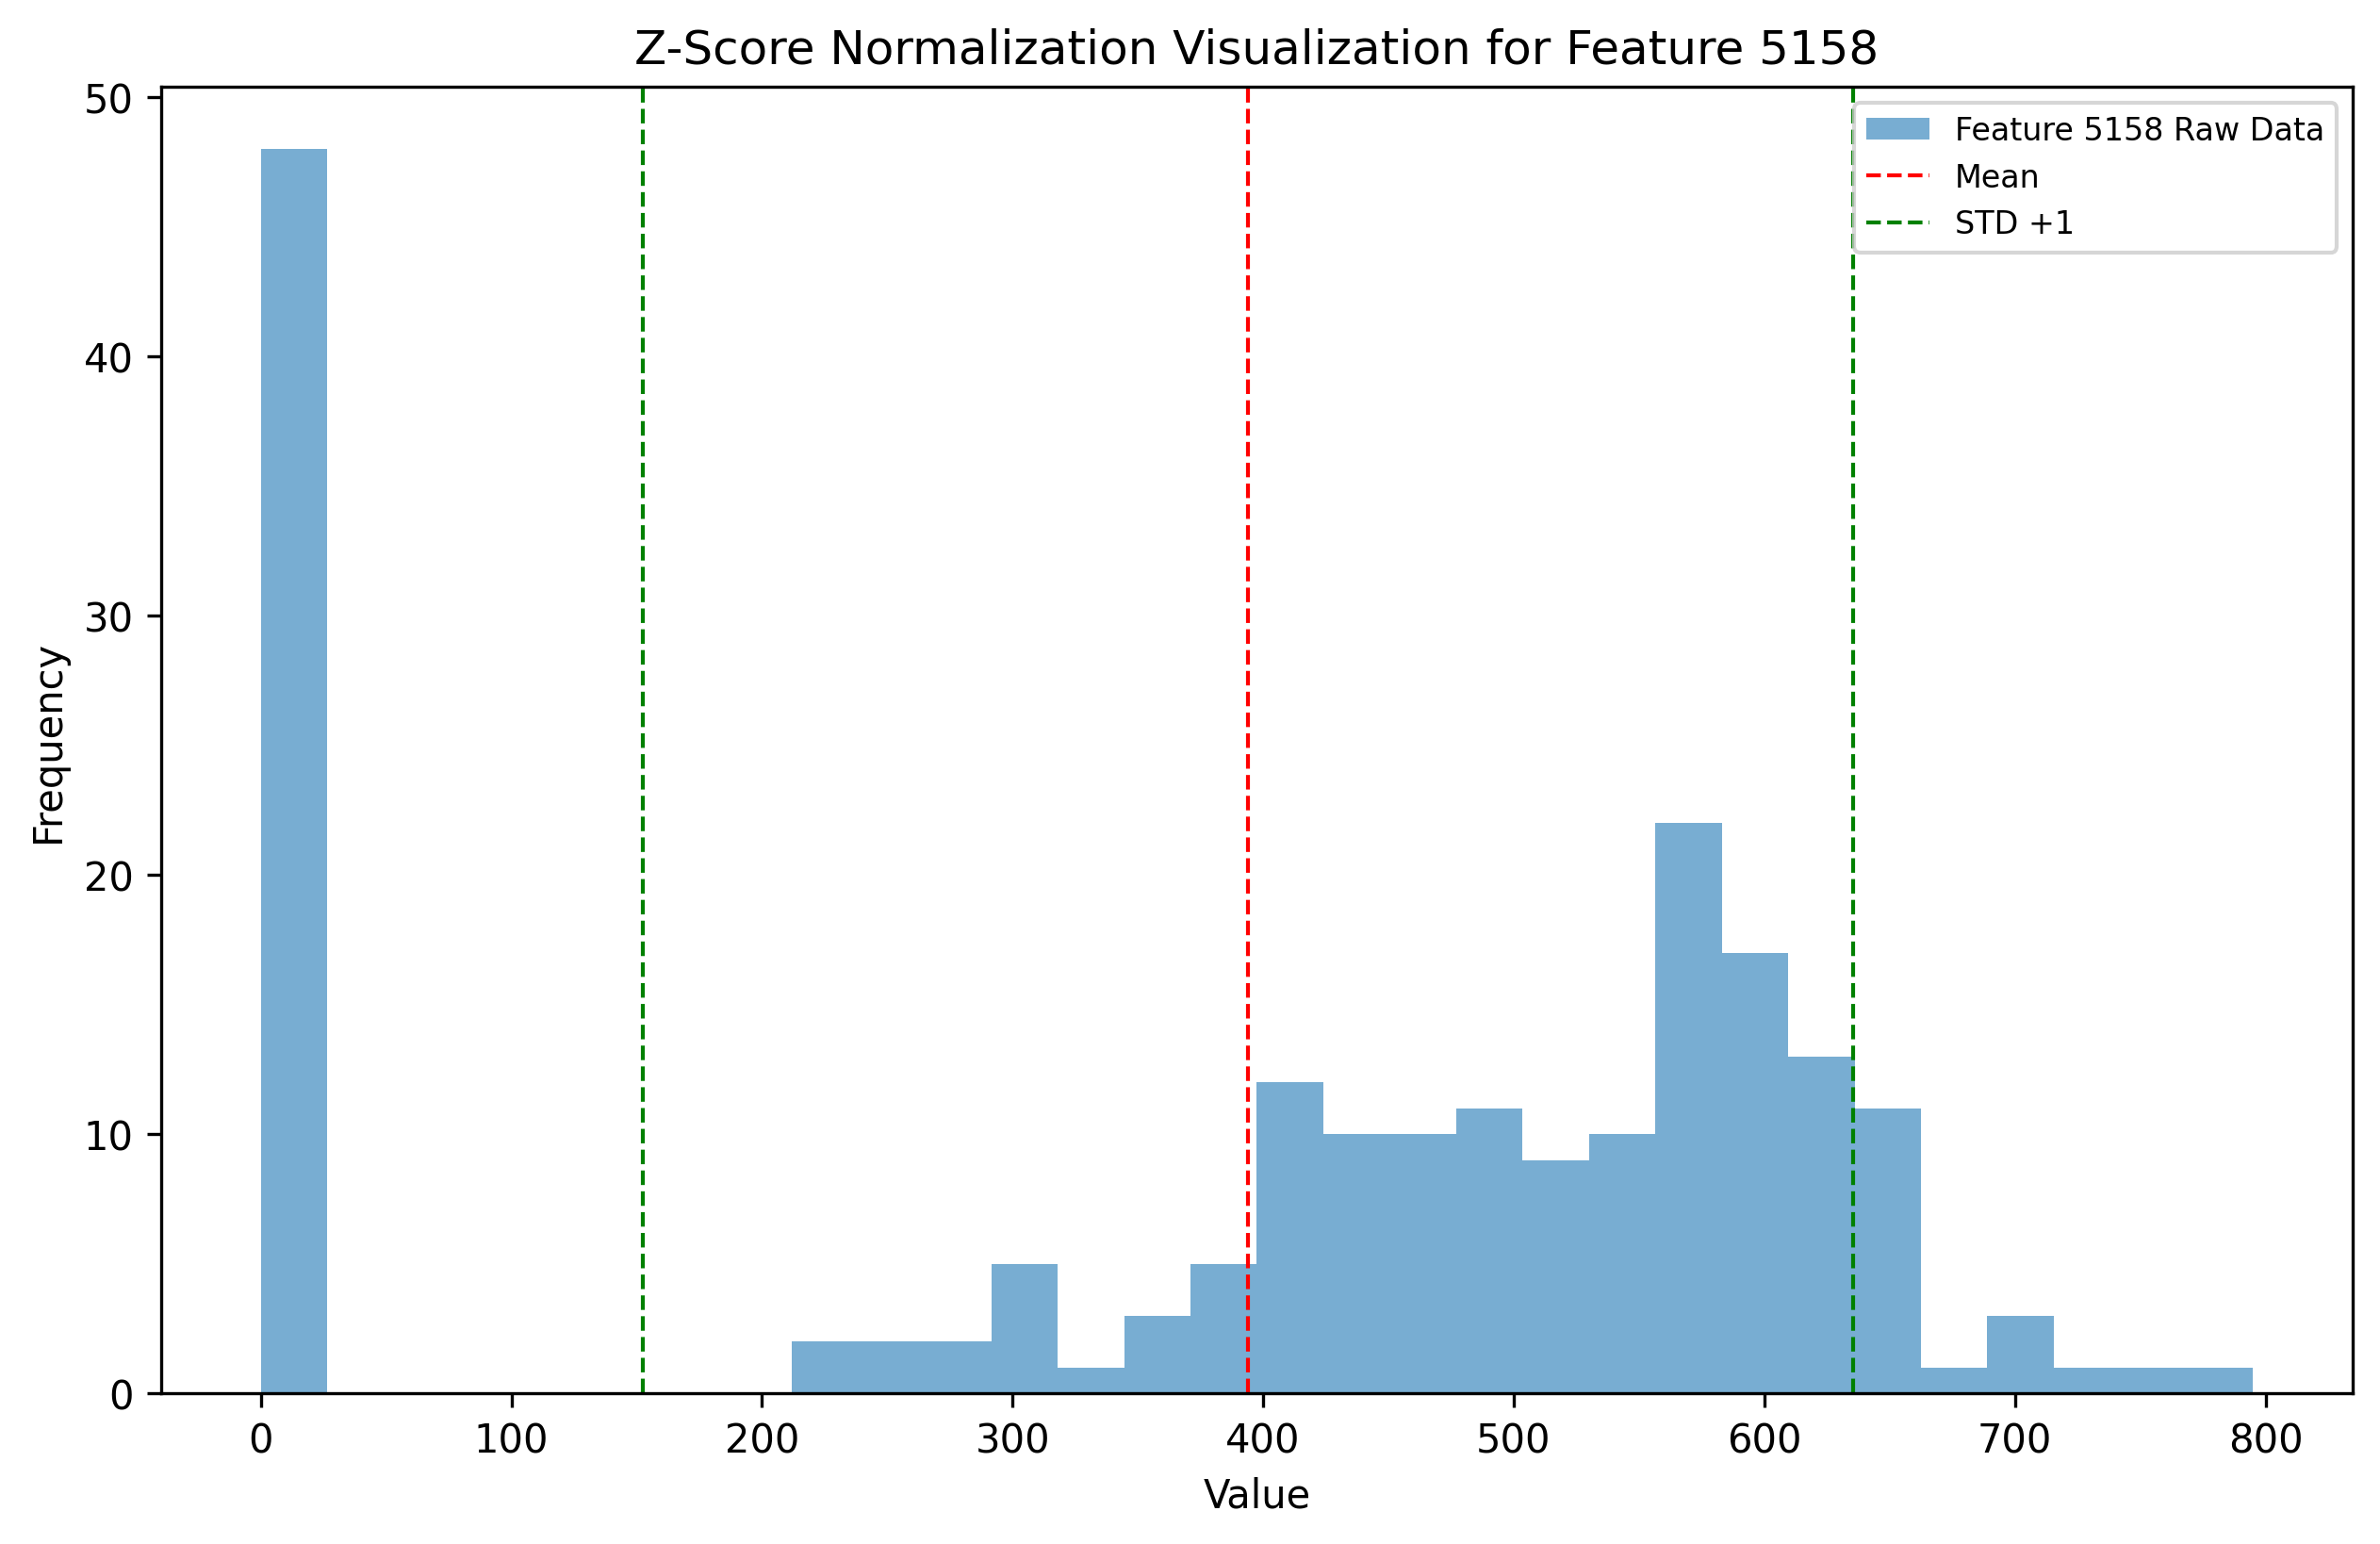 Z-Score Normalization Visualization for Feature 5158
50
40
30
20
10
0
Frequency
Feature 5158 Raw Data
Mean
STD +1
0 100 200 300 400 500 600 700 800
Value